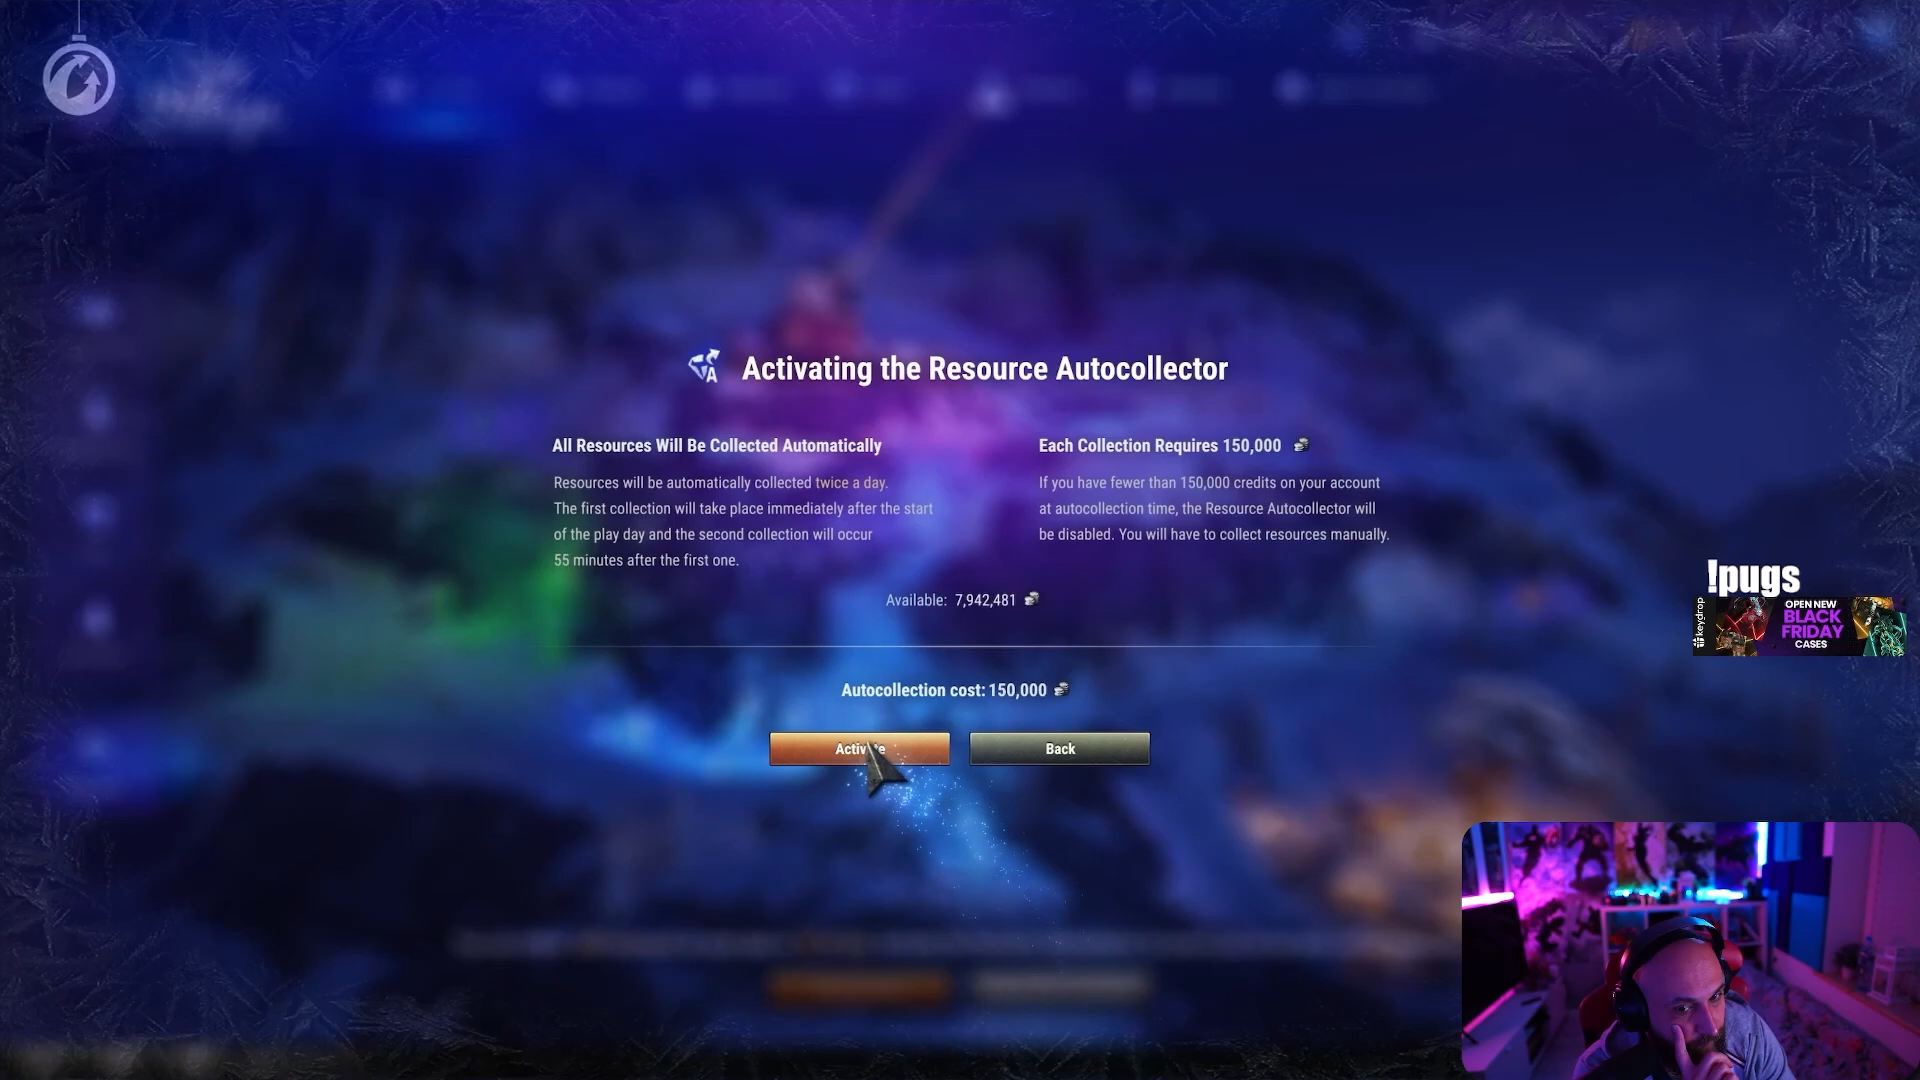 Activating the Resource Autocollector
All Resources Will Be Collected Automatically
Resources will be automatically collected twice a day.
The first collection will take place immediately after the start
of the play day and the second collection will occur
55 minutes after the first one.
Each Collection Requires 150,000
If you have fewer than 150,000 credits on your account
at autocollection time, the Resource Autocollector will
be disabled. You will have to collect resources manually.
Available: 7,942,481
Autocollection cost: 150,000
Activate
Back
!pugs
keydrop
OPEN NEW
BLACK
FRIDAY
CASES